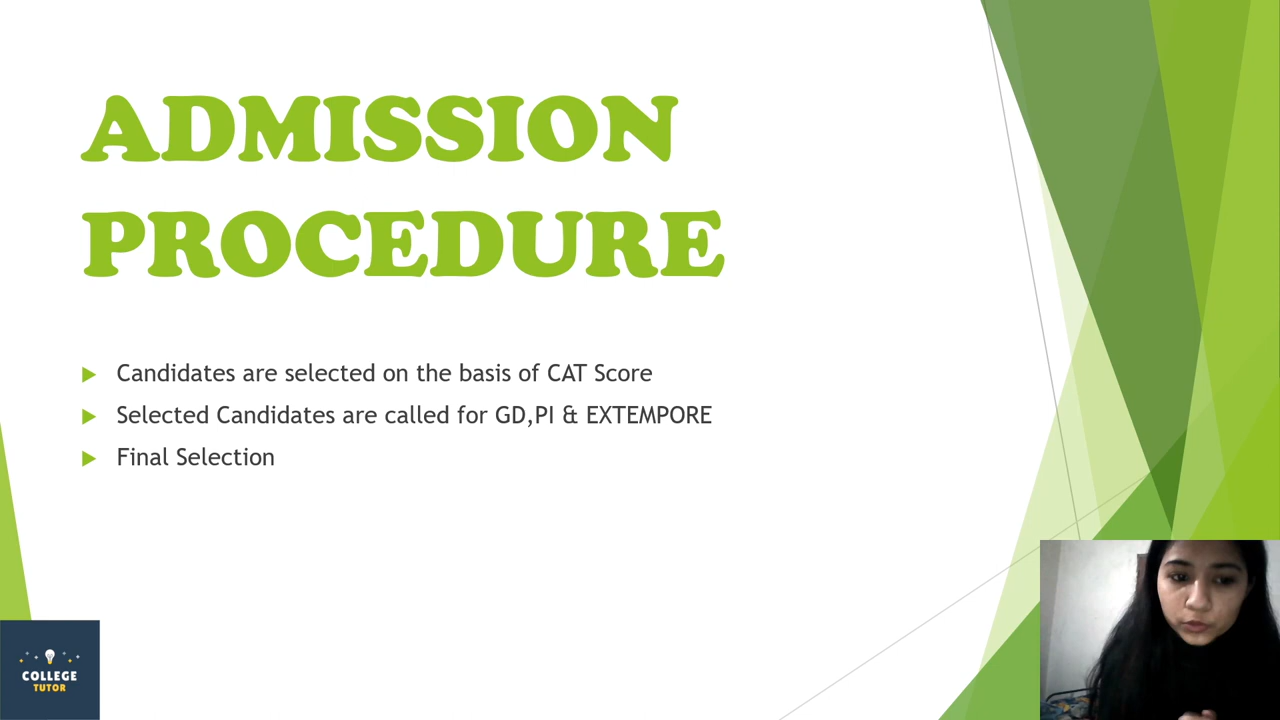 ADMISSION
PROCEDURE
Candidates are selected on the basis of CAT Score
Selected Candidates are called for GD,PI & EXTEMPORE
Final Selection
COLLEGE
TUTOR